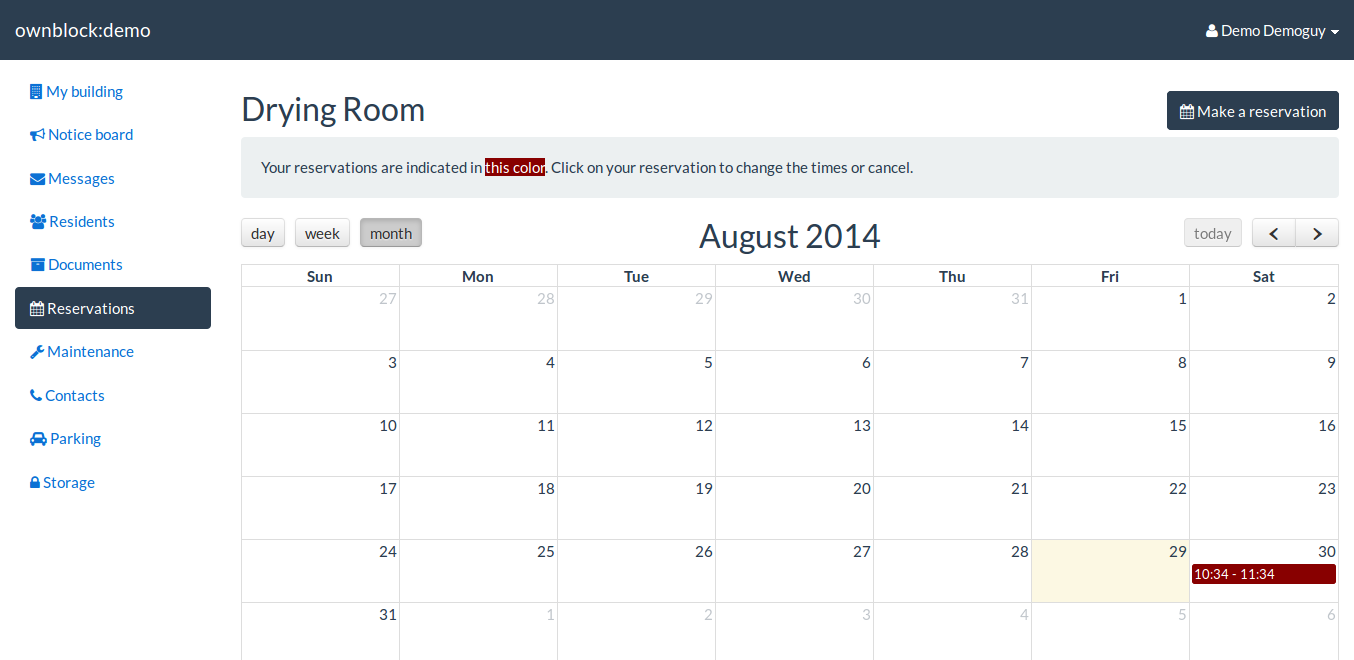 ownblock:demo
Demo Demoguy
My building
Notice board
Messages
Residents
Documents
Reservations
Maintenance
Contacts
Parking
Storage
Drying Room
Make a reservation
Your reservations are indicated in this color. Click on your reservation to change the times or cancel.
day week month
August 2014
today
Sun Mon Tue Wed Thu Fri Sat
27 28 29 30 31 1 2
3 4 5 6 7 8 9
10 11 12 13 14 15 16
17 18 19 20 21 22 23
24 25 26 27 28 29 30
10:34 - 11:34
31 1 2 3 4 5 6